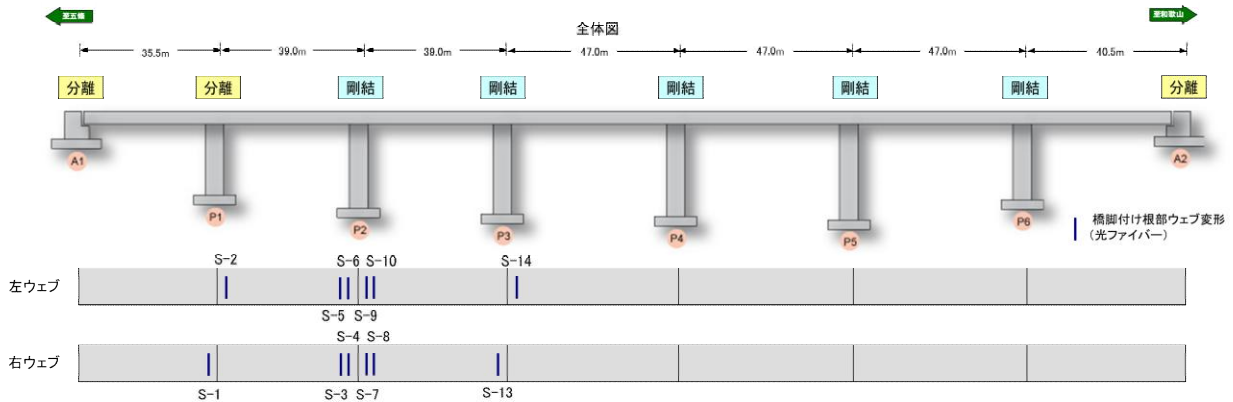 至五條
至和歌山
全体図
35.5m 39.0m 39.0m 47.0m 47.0m 47.0m 40.5m
分離 分離 剛結 剛結 剛結 剛結 剛結 分離
A1 P1 P2 P3 P4 P5 P6 A2
橋脚付け根部ウェブ変形
(光ファイバー)
S-2 S-6 S-10 S-14
左ウェブ
S-5 S-9
S-4 S-8
右ウェブ
S-1 S-3 S-7 S-13